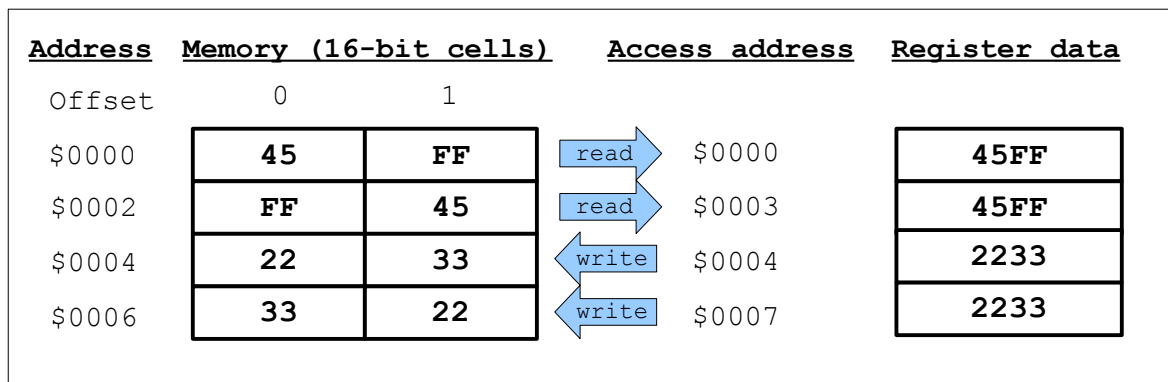 Address Memory (16-bit cells) Access address Register data
Offset 0 1
$0000 45 FF read $0000 45FF
$0002 FF 45 read $0003 45FF
$0004 22 33 write $0004 2233
$0006 33 22 write $0007 2233